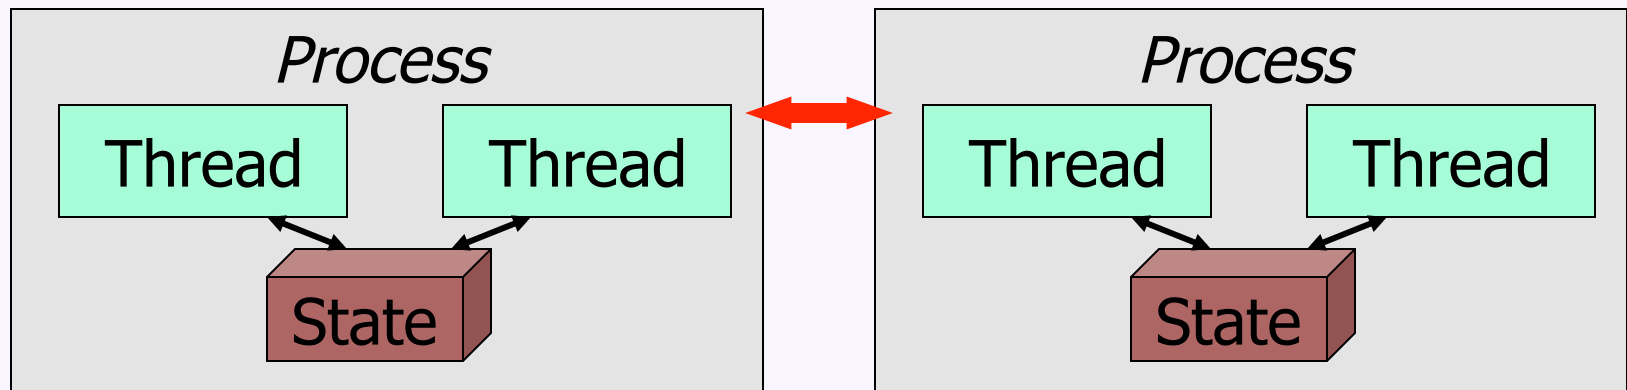 Process
Thread
Thread
State
Process
Thread
Thread
State